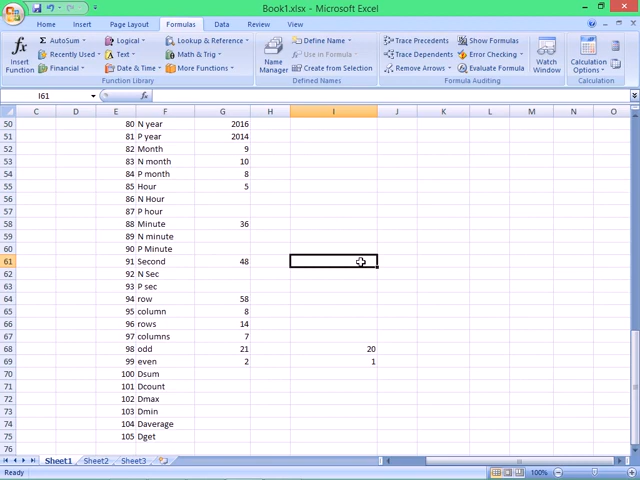 Book1.xlsx - Microsoft Excel
Home Insert Page Layout Formulas Data Review View
fx Insert Function
Σ AutoSum
Recently Used
Financial
Logical
Text
Date & Time
Lookup & Reference
Math & Trig
More Functions
Function Library
Name Manager
Define Name
Use in Formula
Create from Selection
Defined Names
Trace Precedents
Trace Dependents
Remove Arrows
Show Formulas
Error Checking
Evaluate Formula
Formula Auditing
Watch Window
Calculation Options
Calculation
I61 fx
C D E F G H I J K L M N O
50 80 N year 2016
51 81 P year 2014
52 82 Month 9
53 83 N month 10
54 84 P month 8
55 85 Hour 5
56 86 N Hour
57 87 P hour
58 88 Minute 36
59 89 N minute
60 90 P Minute
61 91 Second 48
62 92 N Sec
63 93 P sec
64 94 row 58
65 95 column 8
66 96 rows 14
67 97 columns 7
68 98 odd 21 20
69 99 even 2 1
70 100 Dsum
71 101 Dcount
72 102 Dmax
73 103 Dmin
74 104 Daverage
75 105 Dget
76
Sheet1 Sheet2 Sheet3
Ready 100%